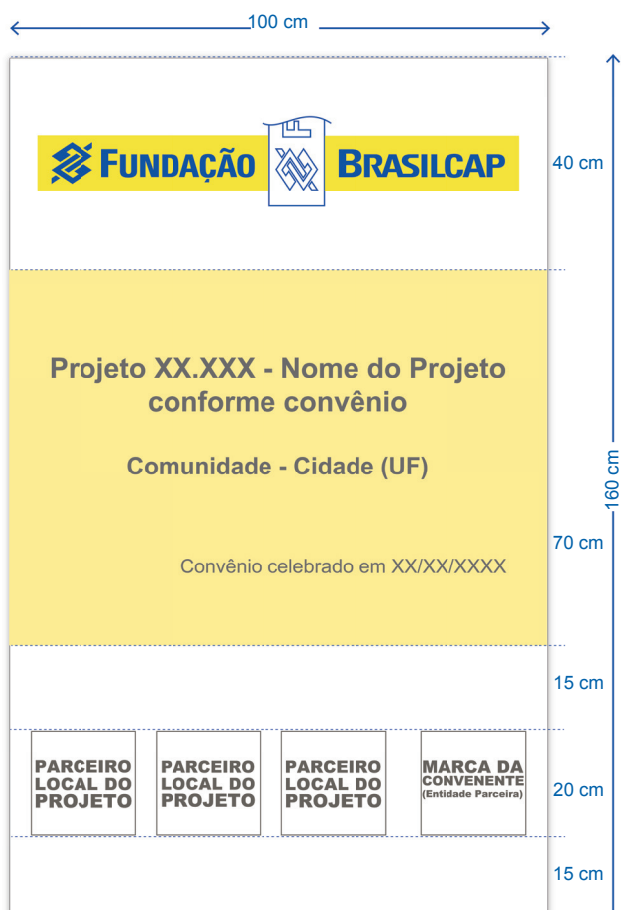 100 cm
FUNDAÇÃO
F
BRASILCAP
40 cm
Projeto XX.XXX - Nome do Projeto
conforme convênio
Comunidade - Cidade (UF)
160 cm
70 cm
Convênio celebrado em XX/XX/XXXX
15 cm
PARCEIRO
LOCAL DO
PROJETO
PARCEIRO
LOCAL DO
PROJETO
PARCEIRO
LOCAL DO
PROJETO
MARCA DA
CONVENENTE
(Entidade Parceira)
20 cm
15 cm